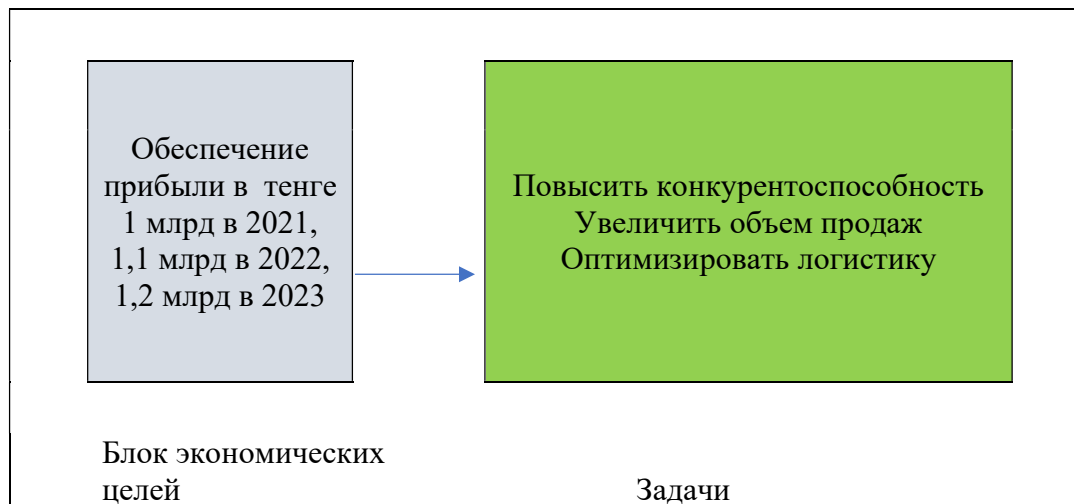 Обеспечение
прибыли в тенге
1 млрд в 2021,
1,1 млрд в 2022,
1,2 млрд в 2023
Повысить конкурентоспособность
Увеличить объем продаж
Оптимизировать логистику
Блок экономических
целей
Задачи